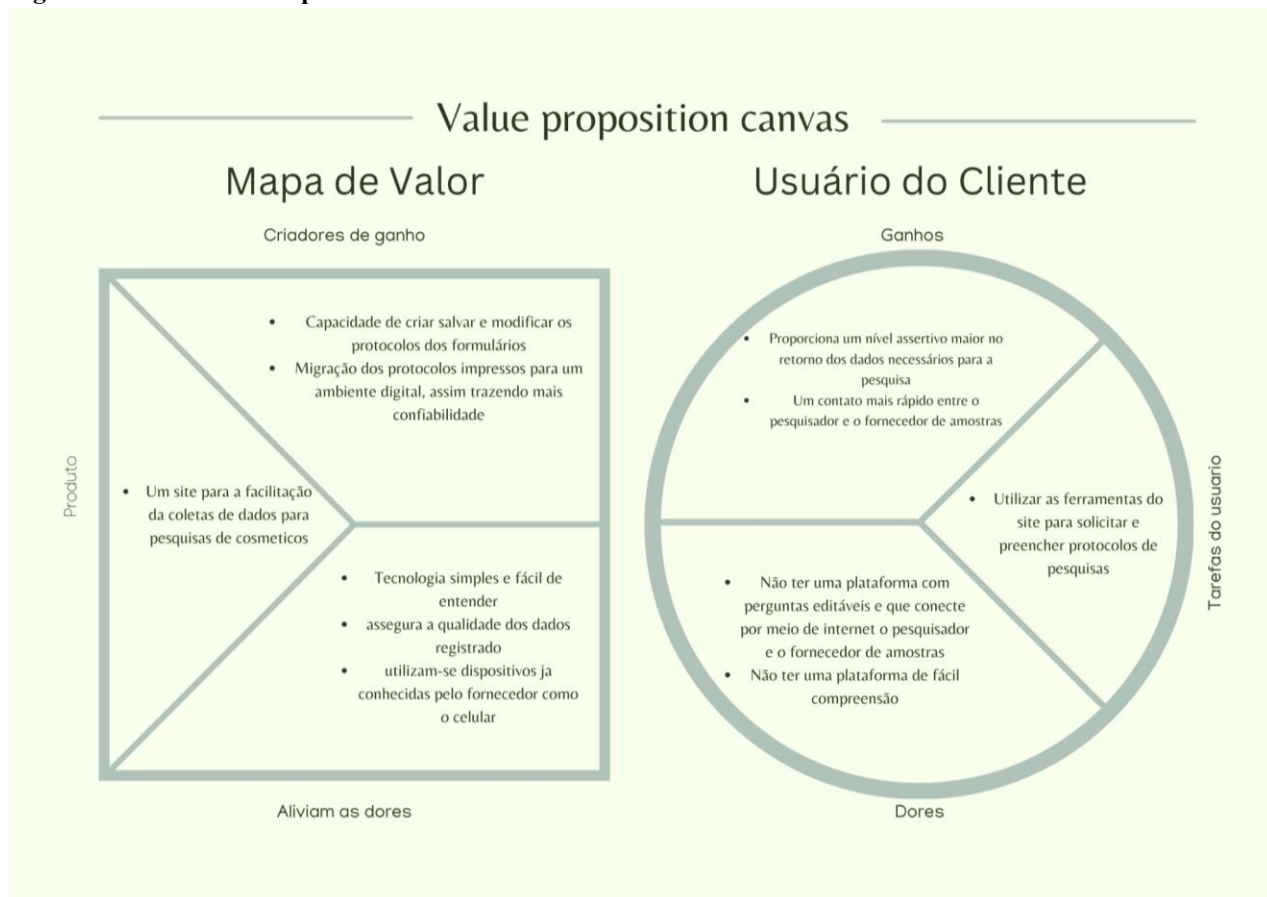 Value proposition canvas
Mapa de Valor
Criadores de ganho
• Capacidade de criar salvar e modificar os
protocolos dos formulários
• Migração dos protocolos impressos para um
ambiente digital, assim trazendo mais
confiabilidade
Produto
• Um site para a facilitação
da coletas de dados para
pesquisas de cosmeticos
• Tecnologia simples e fácil de
entender
• assegura a qualidade dos dados
registrado
• utilizam-se dispositivos ja
conhecidas pelo fornecedor como
o celular
Aliviam as dores
Usuário do Cliente
Ganhos
• Proporciona um nível assertivo maior no
retorno dos dados necessários para a
pesquisa
• Um contato mais rápido entre o
pesquisador e o fornecedor de amostras
• Utilizar as ferramentas do
site para solicitar e
preencher protocolos de
pesquisas
Tarefas do usuario
• Não ter uma plataforma com
perguntas editáveis e que conecte
por meio de internet o pesquisador
e o fornecedor de amostras
• Não ter uma plataforma de fácil
compreensão
Dores